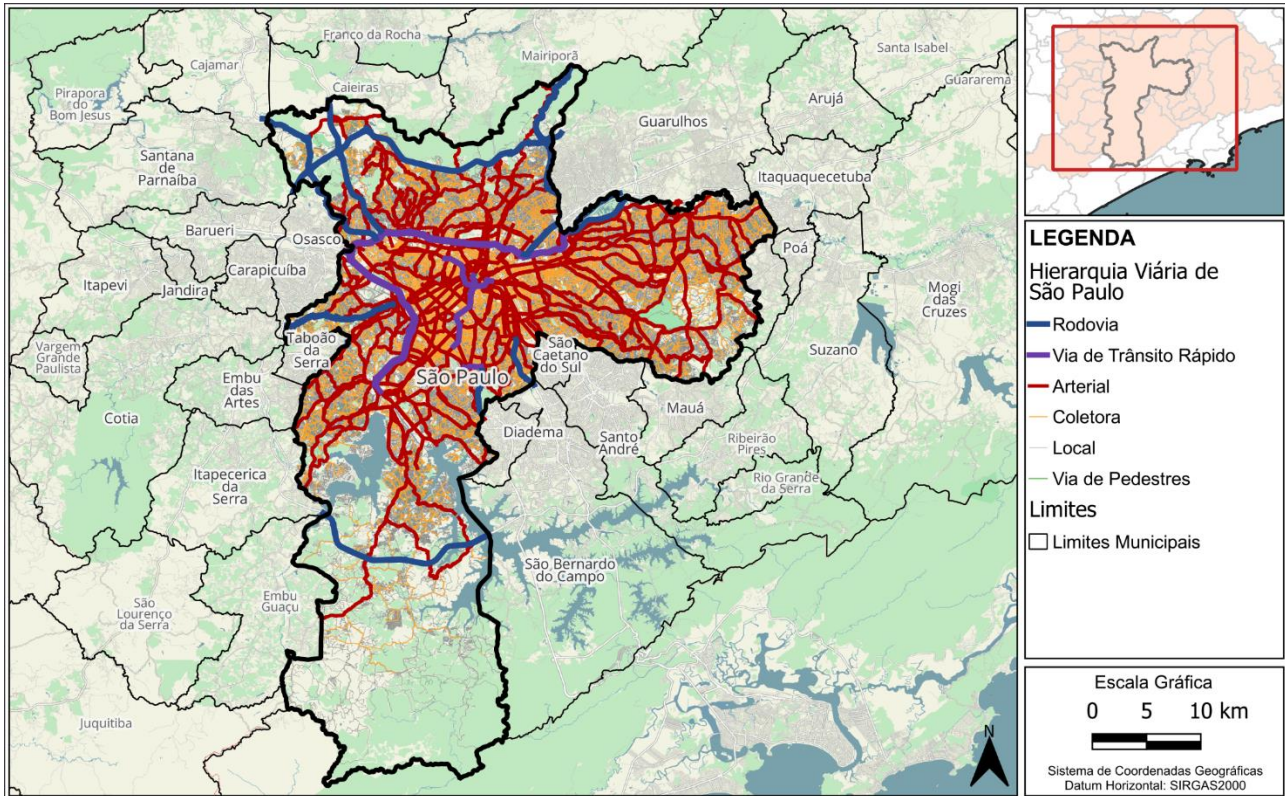 Franco da Rocha
Mairiporã
Santa Isabel
Cajamar
Caieiras
Guararema
Pirapora
do
Bom Jesus
Arujá
Guarulhos
Santana
de
Parnaíba
Itaquaquecetuba
Barueri
Osasco
Poá
Carapicuíba
Itapevi
Jandira
Mogi
das
Cruzes
Taboão
da
Serra
São
Caetano
do Sul
Vargem
Grande
Paulista
Suzano
São Paulo
Embu
das
Artes
Mauá
Cotia
Diadema
Santo
André
Ribeirão
Pires
Itapecerica
da
Serra
Rio Grande
da Serra
São Bernardo
do Campo
São
Lourenço
da Serra
Embu
Guaçu
Juquitiba
N
LEGENDA
Hierarquia Viária de
São Paulo
Rodovia
Via de Trânsito Rápido
Arterial
Coletora
Local
Via de Pedestres
Limites
Limites Municipais
Escala Gráfica
0 5 10 km
Sistema de Coordenadas Geográficas
Datum Horizontal: SIRGAS2000